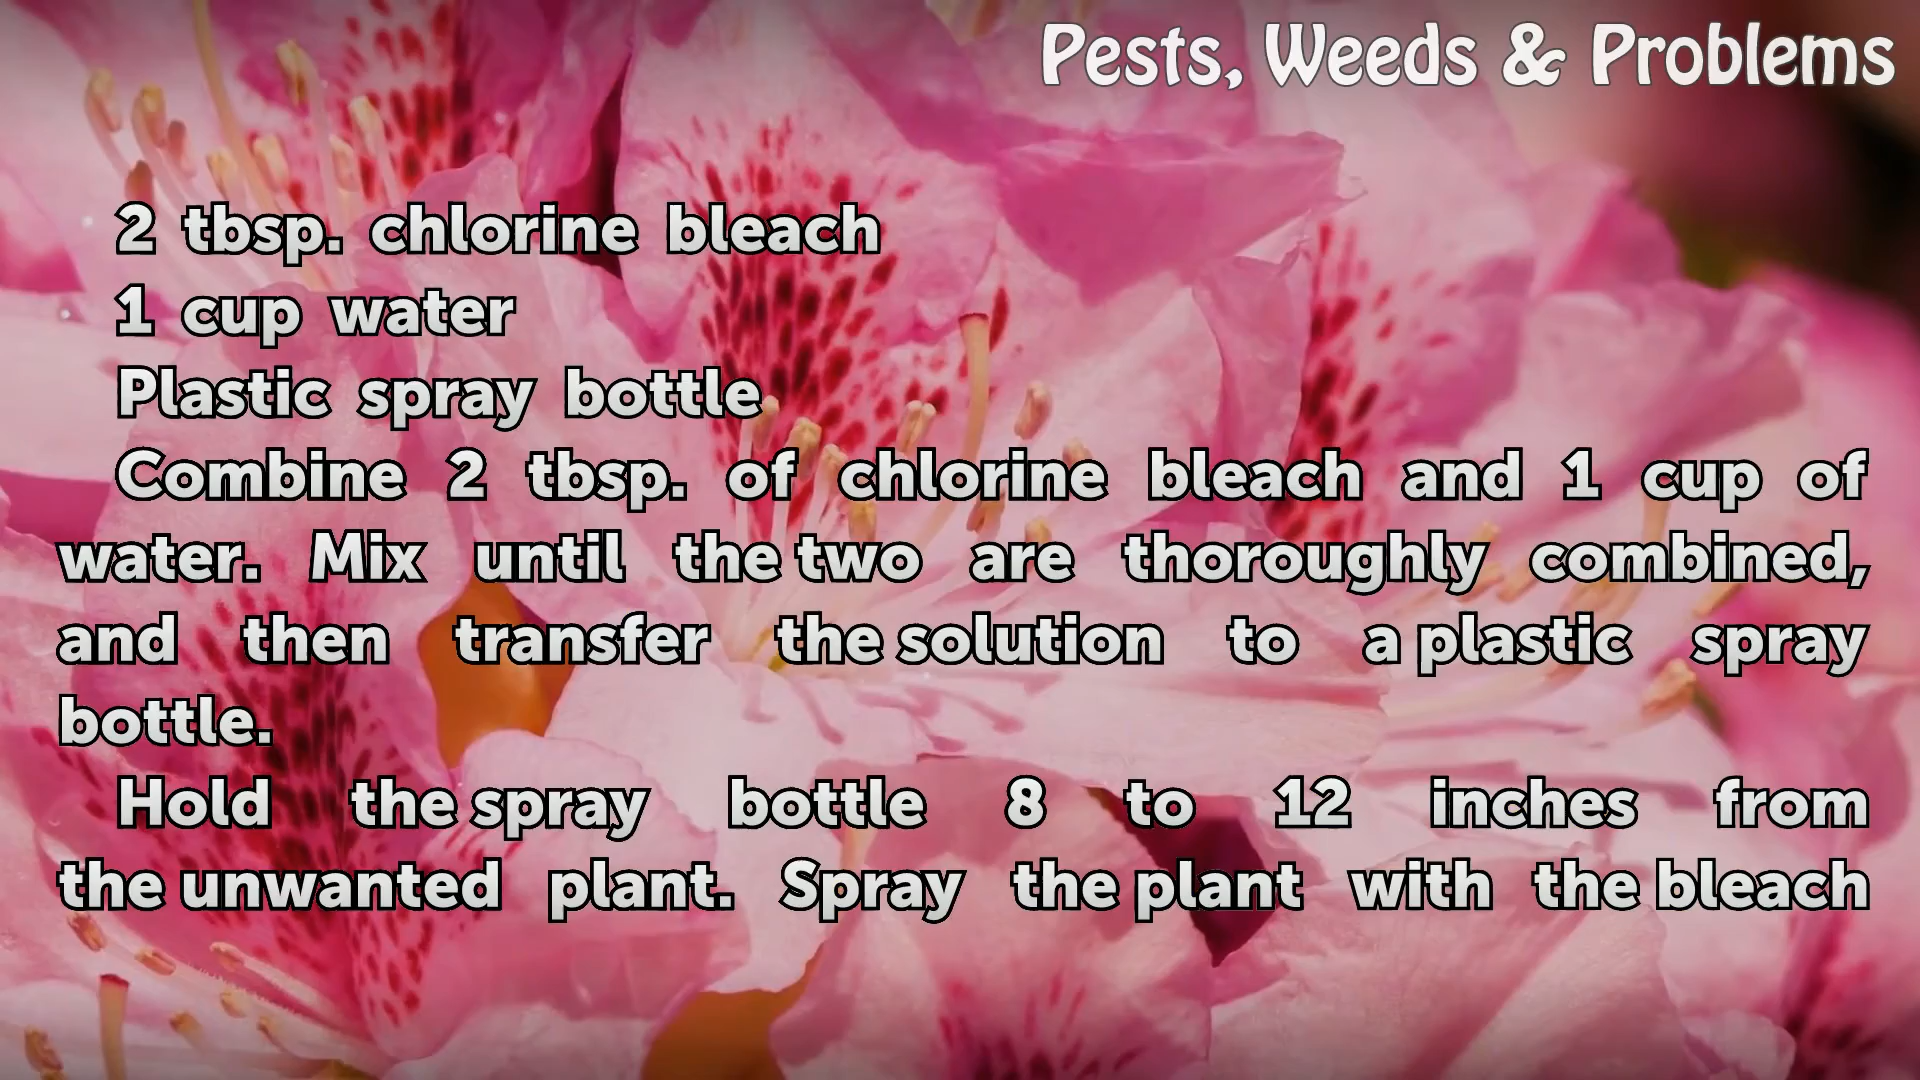 Pests, Weeds & Problems
2 tbsp. chlorine bleach
1 cup water
Plastic spray bottle
Combine 2 tbsp. of chlorine bleach and 1 cup of
water. Mix until the two are thoroughly combined,
and then transfer the solution to a plastic spray
bottle.
Hold the spray bottle 8 to 12 inches from
the unwanted plant. Spray the plant with the bleach